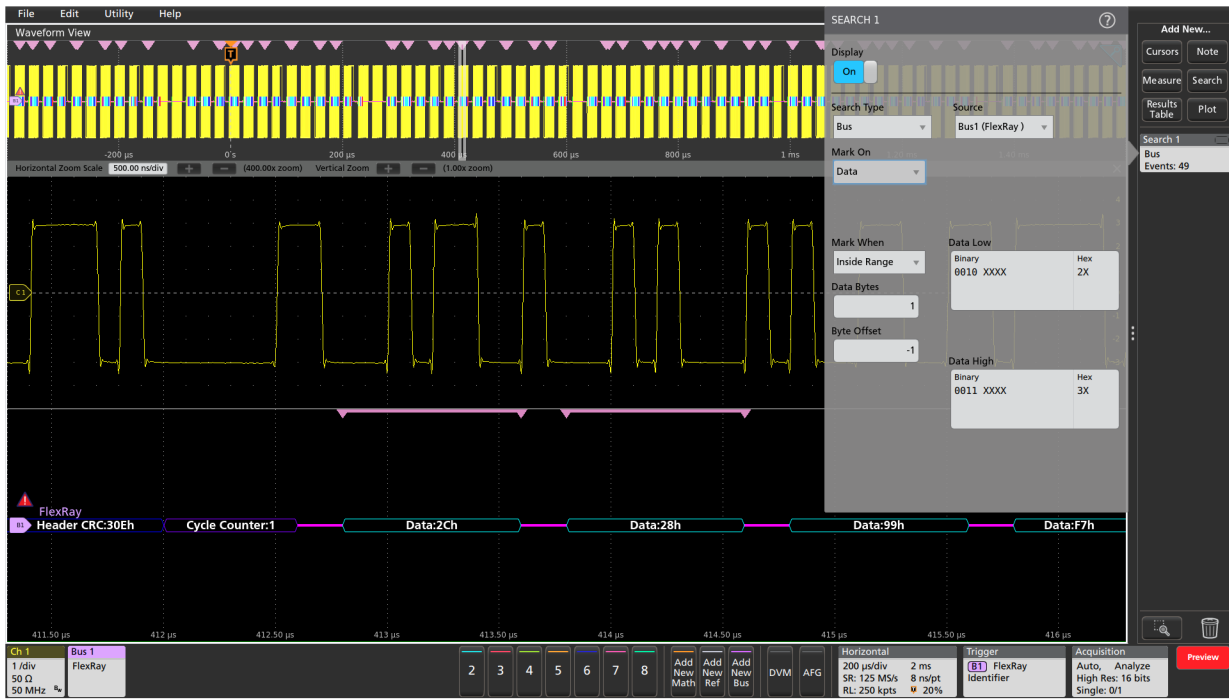 File Edit Utility Help
Waveform View
-200 µs 0 s 200 µs 400 µs 600 µs 800 µs 1 ms
Horizontal Zoom Scale 500.00 ns/div + − (400.00x zoom) Vertical Zoom + − (1.00x zoom)
T
C1
FlexRay
B1 Header CRC:30Eh Cycle Counter:1 Data:2Ch Data:28h Data:99h Data:F7h
411.50 µs 412 µs 412.50 µs 413 µs 413.50 µs 414 µs 414.50 µs 415 µs 415.50 µs 416 µs
SEARCH 1 ?
Display
On
Search Type Source
Bus Bus1 (FlexRay )
Mark On
Data
Mark When Data Low
Inside Range Binary Hex
0010 XXXX 2X
Data Bytes
1
Byte Offset
-1
Data High
Binary Hex
0011 XXXX 3X
Add New...
Cursors Note
Measure Search
Results Table Plot
Search 1
Bus
Events: 49
Ch 1
1 /div
50 Ω
50 MHz Bw
Bus 1
FlexRay
2 3 4 5 6 7 8
Add New Math
Add New Ref
Add New Bus
DVM AFG
Horizontal
200 µs/div 2 ms
SR: 125 MS/s 8 ns/pt
RL: 250 kpts 20%
Trigger
B1 FlexRay
Identifier
Acquisition
Auto, Analyze
High Res: 16 bits
Single: 0/1
Preview